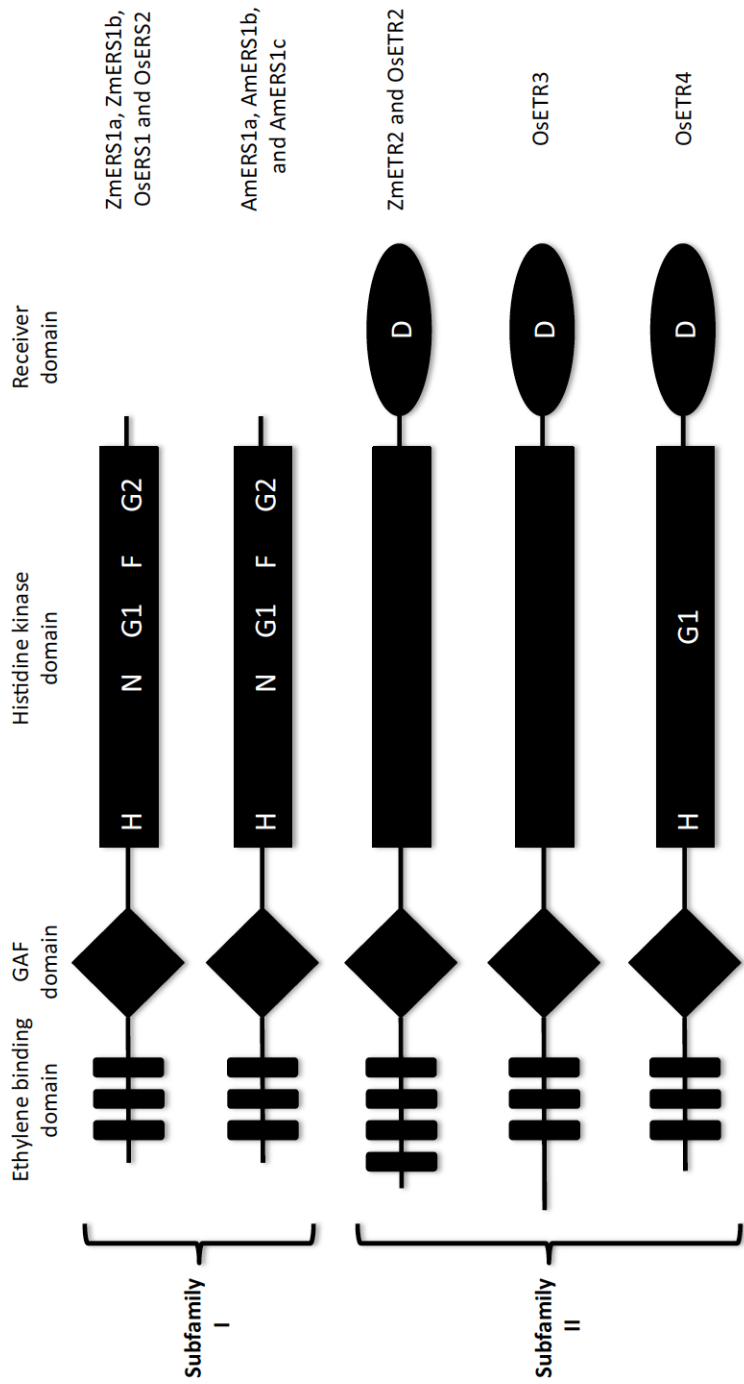 Ethylene binding
domain
GAF
domain
Histidine kinase
domain
Receiver
domain
Subfamily
I
H N G1 F G2
ZmERS1a, ZmERS1b,
OsERS1 and OsERS2
H N G1 F G2
AmERS1a, AmERS1b,
and AmERS1c
Subfamily
II
D
ZmETR2 and OsETR2
D
OsETR3
H G1 D
OsETR4